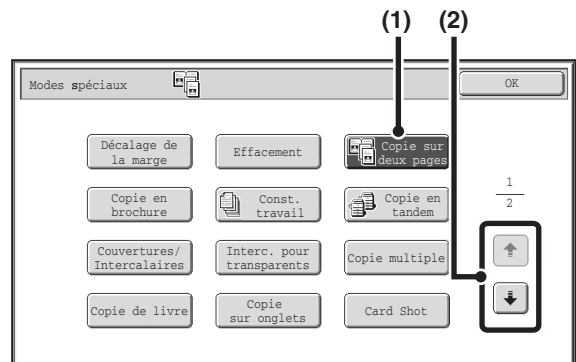 (1) (2)
Modes spéciaux
OK
Décalage de
la marge
Effacement
Copie sur
deux pages
Copie en
brochure
Const.
travail
Copie en
tandem
1
2
Couvertures/
Intercalaires
Interc. pour
transparents
Copie multiple
Copie de livre
Copie
sur onglets
Card Shot